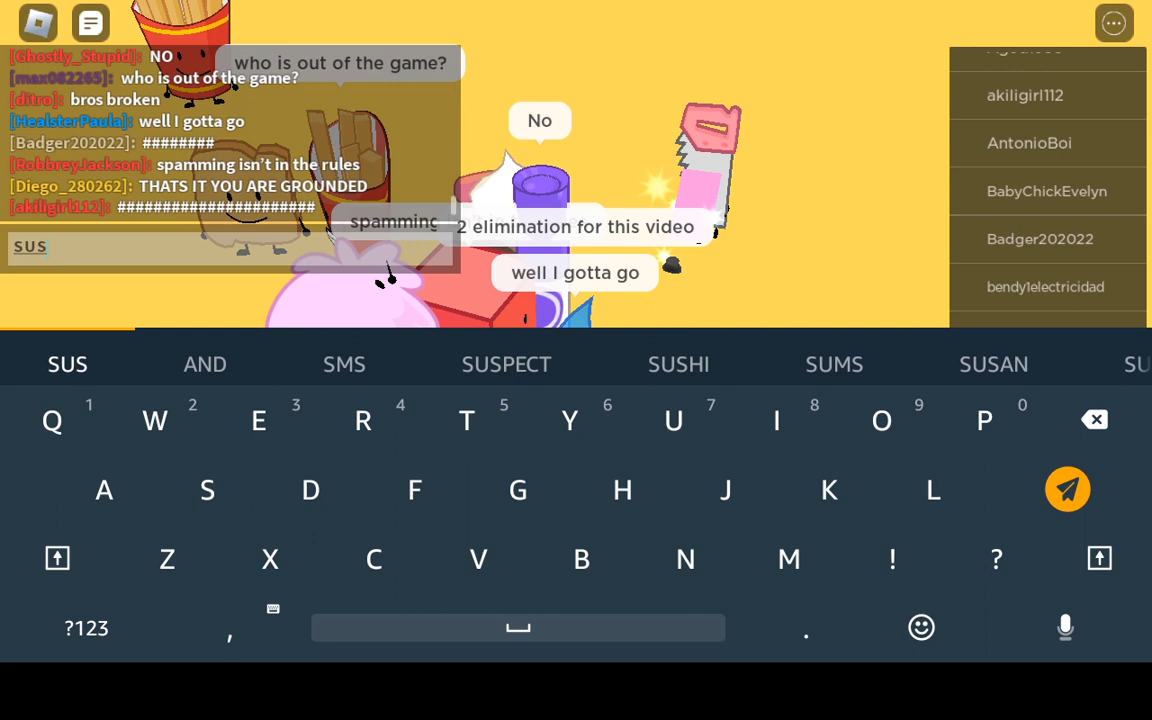 [Ghostly_Stupid]: NO
[max082265]: who is out of the game?
[ditro]: bros broken
[HealsterPaula]: well I gotta go
[Badger202022]: ########
[RobbreyJackson]: spamming isn't in the rules
[Diego_280262]: THATS IT YOU ARE GROUNDED
[akiligirl112]: ######################
SUS
who is out of the game?
No
spamming
2 elimination for this video
well I gotta go
akiligirl112
AntonioBoi
BabyChickEvelyn
Badger202022
bendy1electricidad
SUS AND SMS SUSPECT SUSHI SUMS SUSAN SU
1 2 3 4 5 6 7 8 9 0
Q W E R T Y U I O P
A S D F G H J K L
Z X C V B N M ! ?
?123 , .